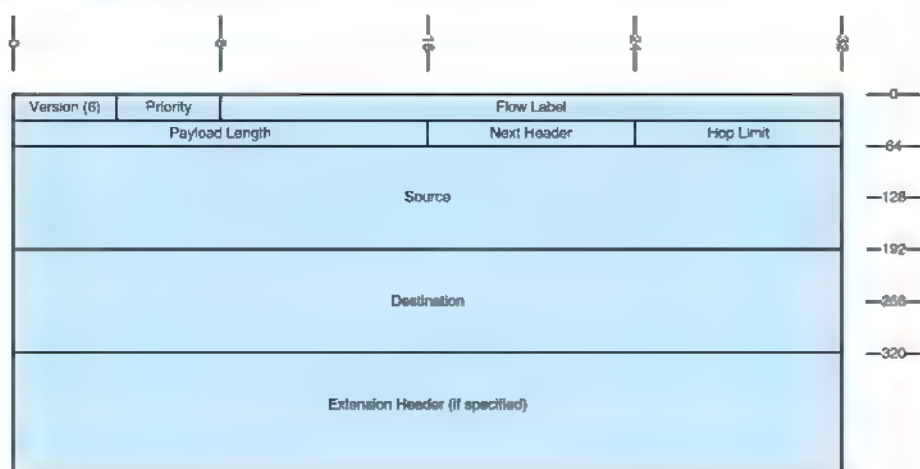 0 8 16 24 32
0
Version (6) Priority Flow Label
Payload Length Next Header Hop Limit
64
Source
128
192
Destination
256
320
Extension Header (if specified)